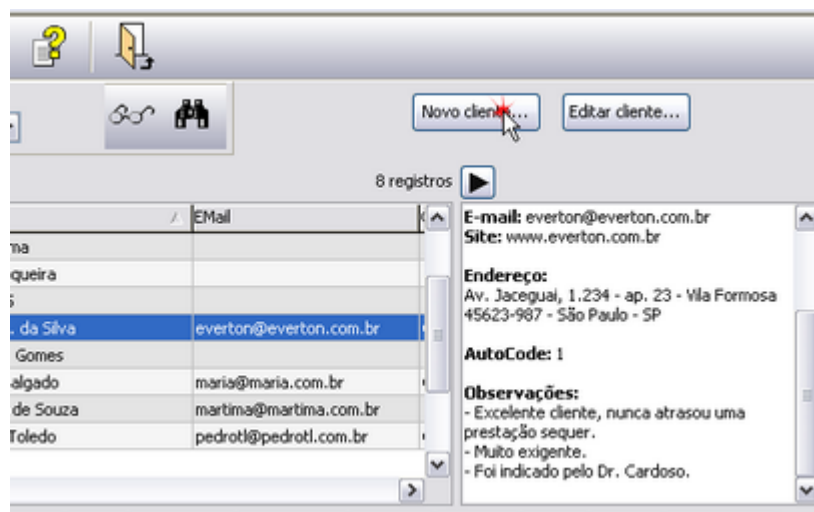 Novo cliente... Editar cliente...
8 registros
EMail
ma
queira
. da Silva everton@everton.com.br
Gomes
algado maria@maria.com.br
de Souza martima@martima.com.br
Toledo pedrotl@pedrotl.com.br
E-mail: everton@everton.com.br
Site: www.everton.com.br
Endereço:
Av. Jaceguai, 1.234 - ap. 23 - Vila Formosa
45623-987 - São Paulo - SP
AutoCode: 1
Observações:
- Excelente cliente, nunca atrasou uma
prestação sequer.
- Muito exigente.
- Foi indicado pelo Dr. Cardoso.